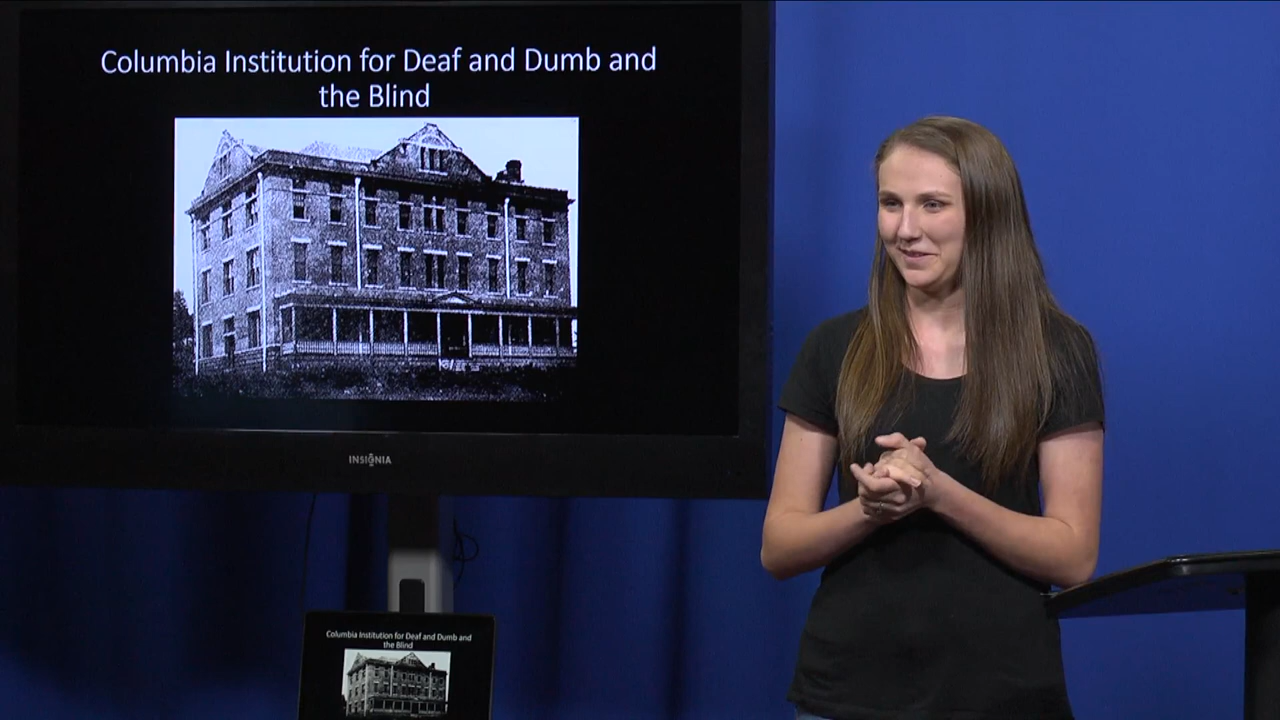 Columbia Institution for Deaf and Dumb and
the Blind
INSIGNIA
Columbia Institution for Deaf and Dumb and
the Blind